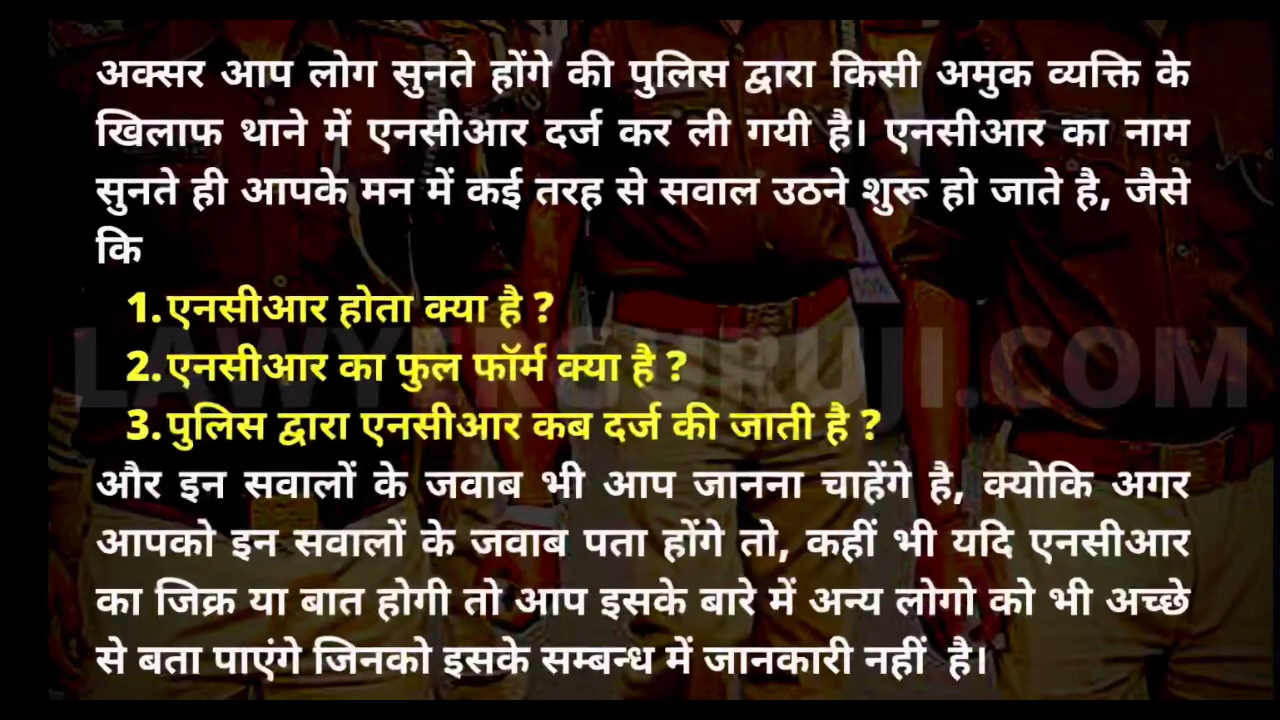 अक्सर आप लोग सुनते होंगे की पुलिस द्वारा किसी अमुक व्यक्ति के
खिलाफ थाने में एनसीआर दर्ज कर ली गयी है। एनसीआर का नाम
सुनते ही आपके मन में कई तरह से सवाल उठने शुरू हो जाते है, जैसे
कि
1. एनसीआर होता क्या है ?
2. एनसीआर का फुल फॉर्म क्या है ?
3. पुलिस द्वारा एनसीआर कब दर्ज की जाती है ?
और इन सवालों के जवाब भी आप जानना चाहेंगे है, क्योकि अगर
आपको इन सवालों के जवाब पता होंगे तो, कहीं भी यदि एनसीआर
का जिक्र या बात होगी तो आप इसके बारे में अन्य लोगो को भी अच्छे
से बता पाएंगे जिनको इसके सम्बन्ध में जानकारी नहीं है।
LAWYERGURUJI.COM